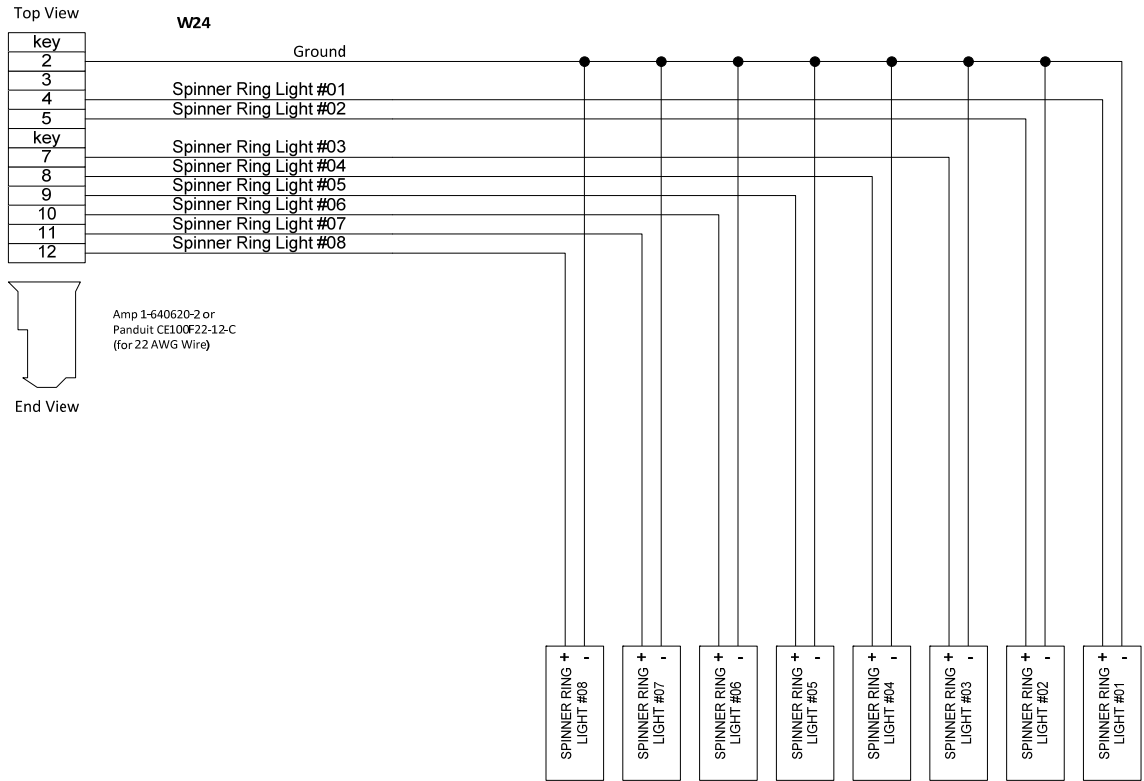 Top View
W24
key
2
Ground
3
4
Spinner Ring Light #01
5
Spinner Ring Light #02
key
7
Spinner Ring Light #03
8
Spinner Ring Light #04
9
Spinner Ring Light #05
10
Spinner Ring Light #06
11
Spinner Ring Light #07
12
Spinner Ring Light #08
Amp 1-640620-2 or
Panduit CE100F22-12-C
(for 22 AWG Wire)
End View
+ -
SPINNER RING
LIGHT #08
+ -
SPINNER RING
LIGHT #07
+ -
SPINNER RING
LIGHT #06
+ -
SPINNER RING
LIGHT #05
+ -
SPINNER RING
LIGHT #04
+ -
SPINNER RING
LIGHT #03
+ -
SPINNER RING
LIGHT #02
+ -
SPINNER RING
LIGHT #01